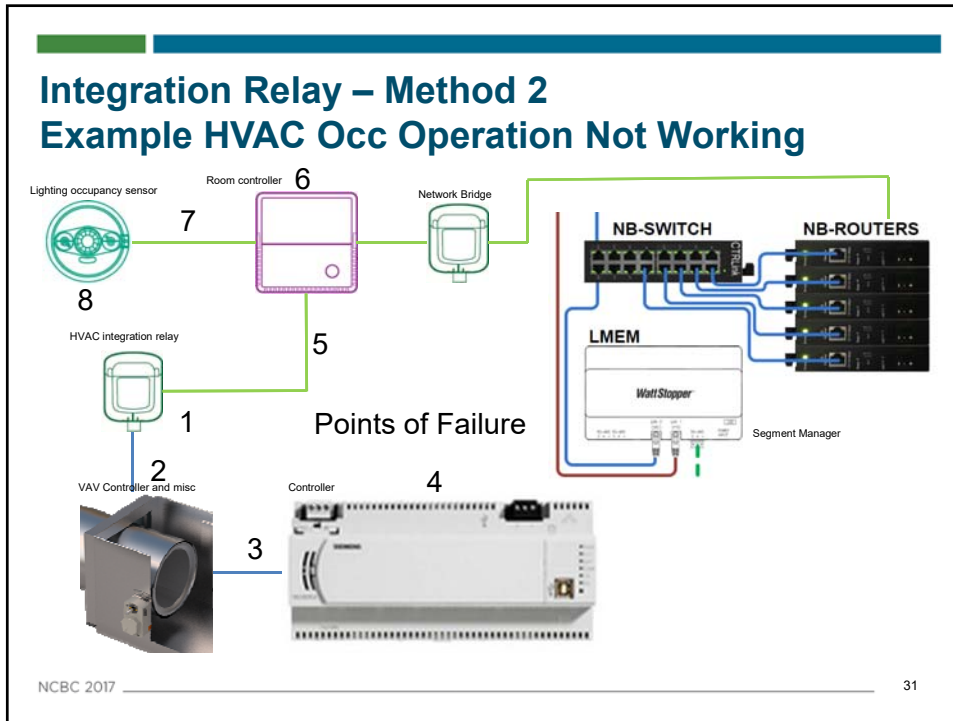 Integration Relay – Method 2
Example HVAC Occ Operation Not Working
Lighting occupancy sensor
Room controller
6
Network Bridge
7
NB-SWITCH
NB-ROUTERS
CTRLink
8
HVAC integration relay
5
LMEM
WattStopper
1
Points of Failure
Segment Manager
2
VAV Controller and misc
Controller
4
3
SIEMENS
NCBC 2017
31